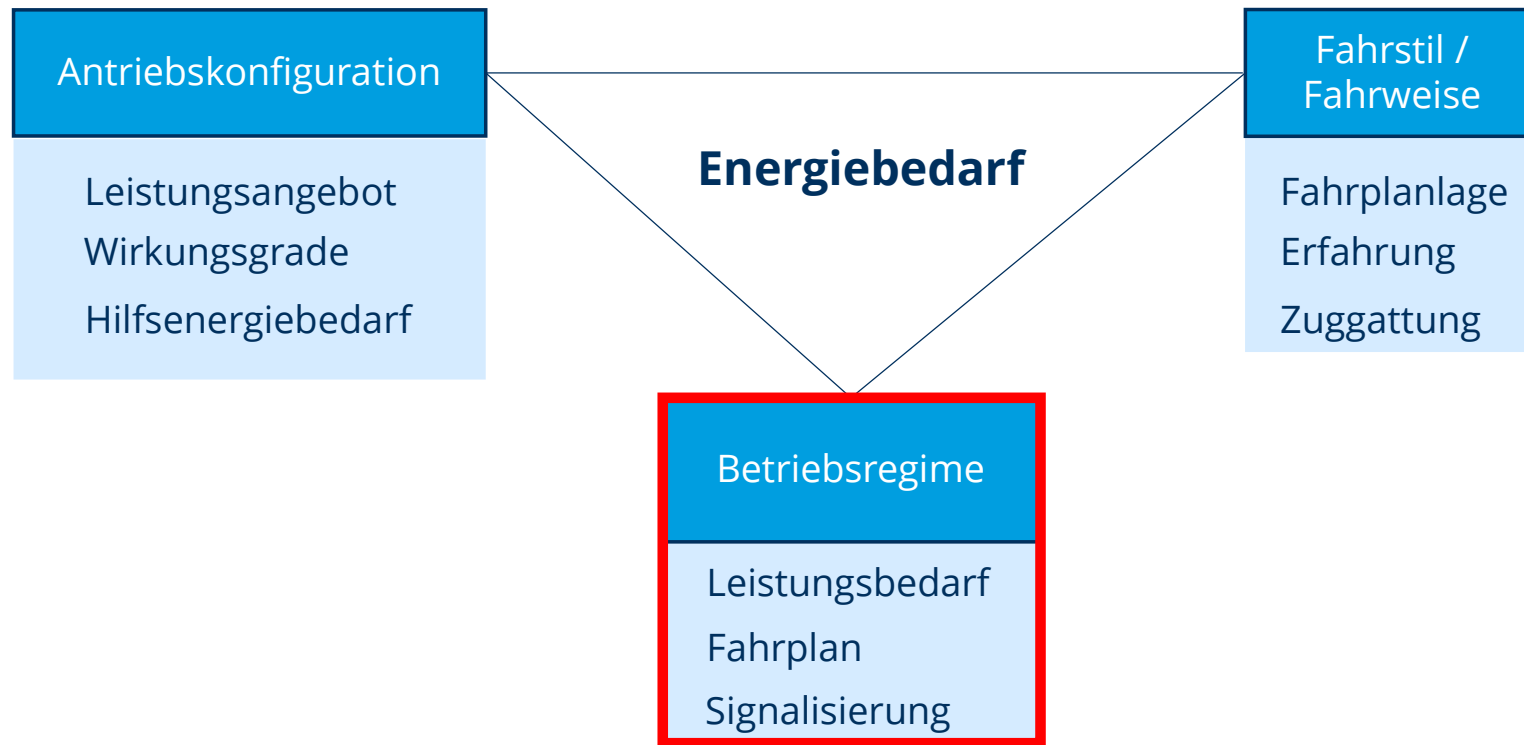 Antriebskonfiguration
Leistungsangebot
Wirkungsgrade
Hilfsenergiebedarf
Energiebedarf
Fahrstil /
Fahrweise
Fahrplanlage
Erfahrung
Zuggattung
Betriebsregime
Leistungsbedarf
Fahrplan
Signalisierung